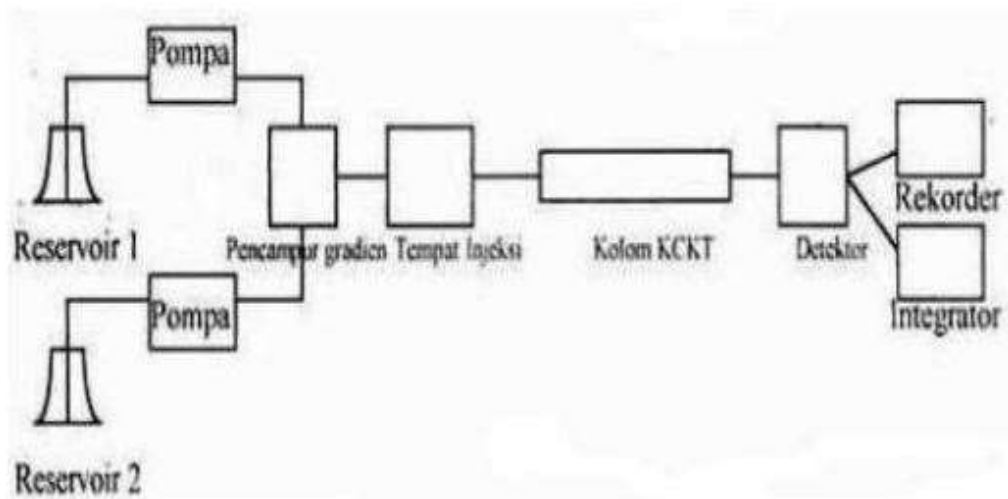 Pompa
Reservoir 1
Pencampur gradien
Tempat Injeksi
Kolom KCKT
Detektor
Rekorder
Integrator
Pompa
Reservoir 2